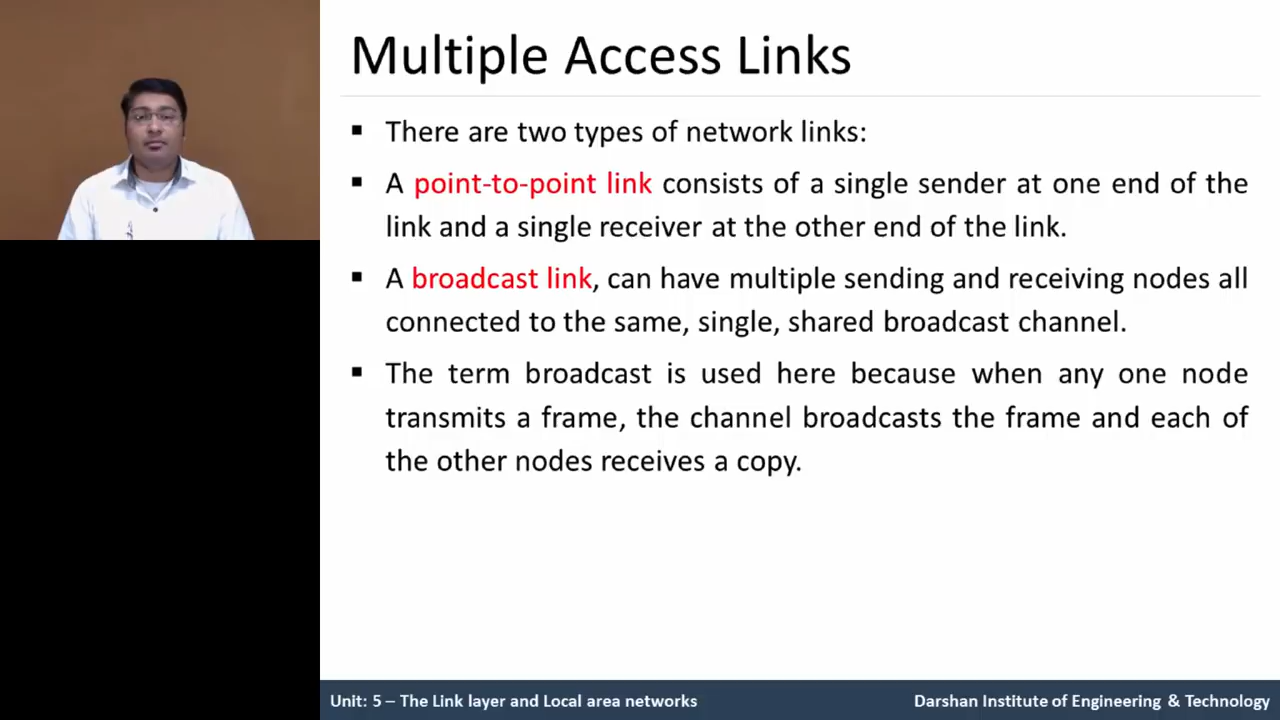 Multiple Access Links
▪ There are two types of network links:
▪ A point-to-point link consists of a single sender at one end of the
link and a single receiver at the other end of the link.
▪ A broadcast link, can have multiple sending and receiving nodes all
connected to the same, single, shared broadcast channel.
▪ The term broadcast is used here because when any one node
transmits a frame, the channel broadcasts the frame and each of
the other nodes receives a copy.
Unit: 5 – The Link layer and Local area networks
Darshan Institute of Engineering & Technology